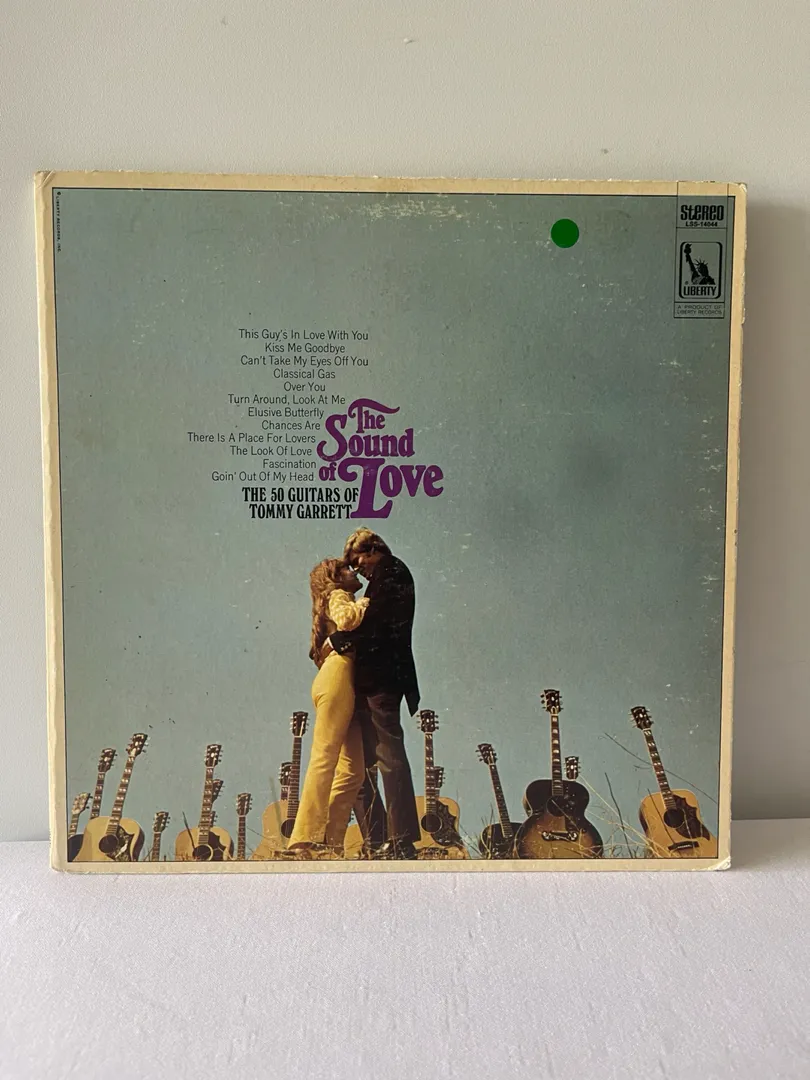 ℗ LIBERTY RECORDS, INC.
STEREO
LSS-14044
LIBERTY
A PRODUCT OF
LIBERTY RECORDS
This Guy's In Love With You
Kiss Me Goodbye
Can't Take My Eyes Off You
Classical Gas
Over You
Turn Around, Look At Me
Elusive Butterfly
Chances Are
There Is A Place For Lovers
The Look Of Love
Fascination
Goin' Out Of My Head
The
Sound
of Love
THE 50 GUITARS OF
TOMMY GARRETT